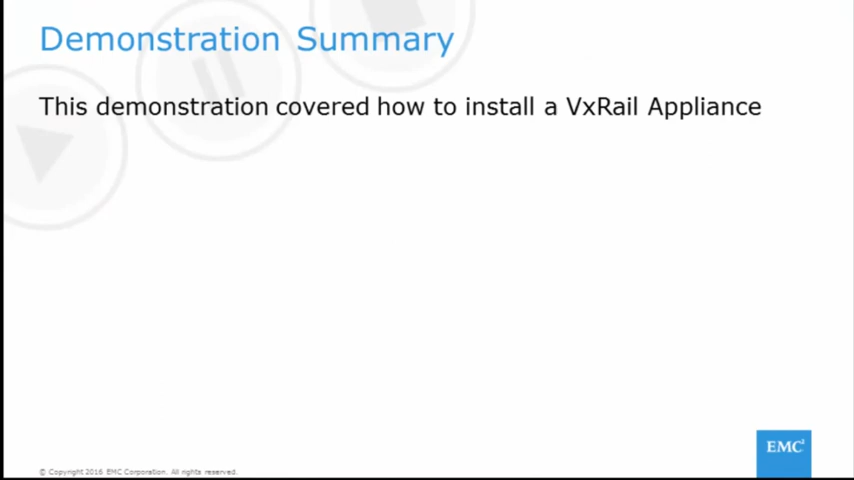 Demonstration Summary
This demonstration covered how to install a VxRail Appliance
EMC²
© Copyright 2016 EMC Corporation. All rights reserved.